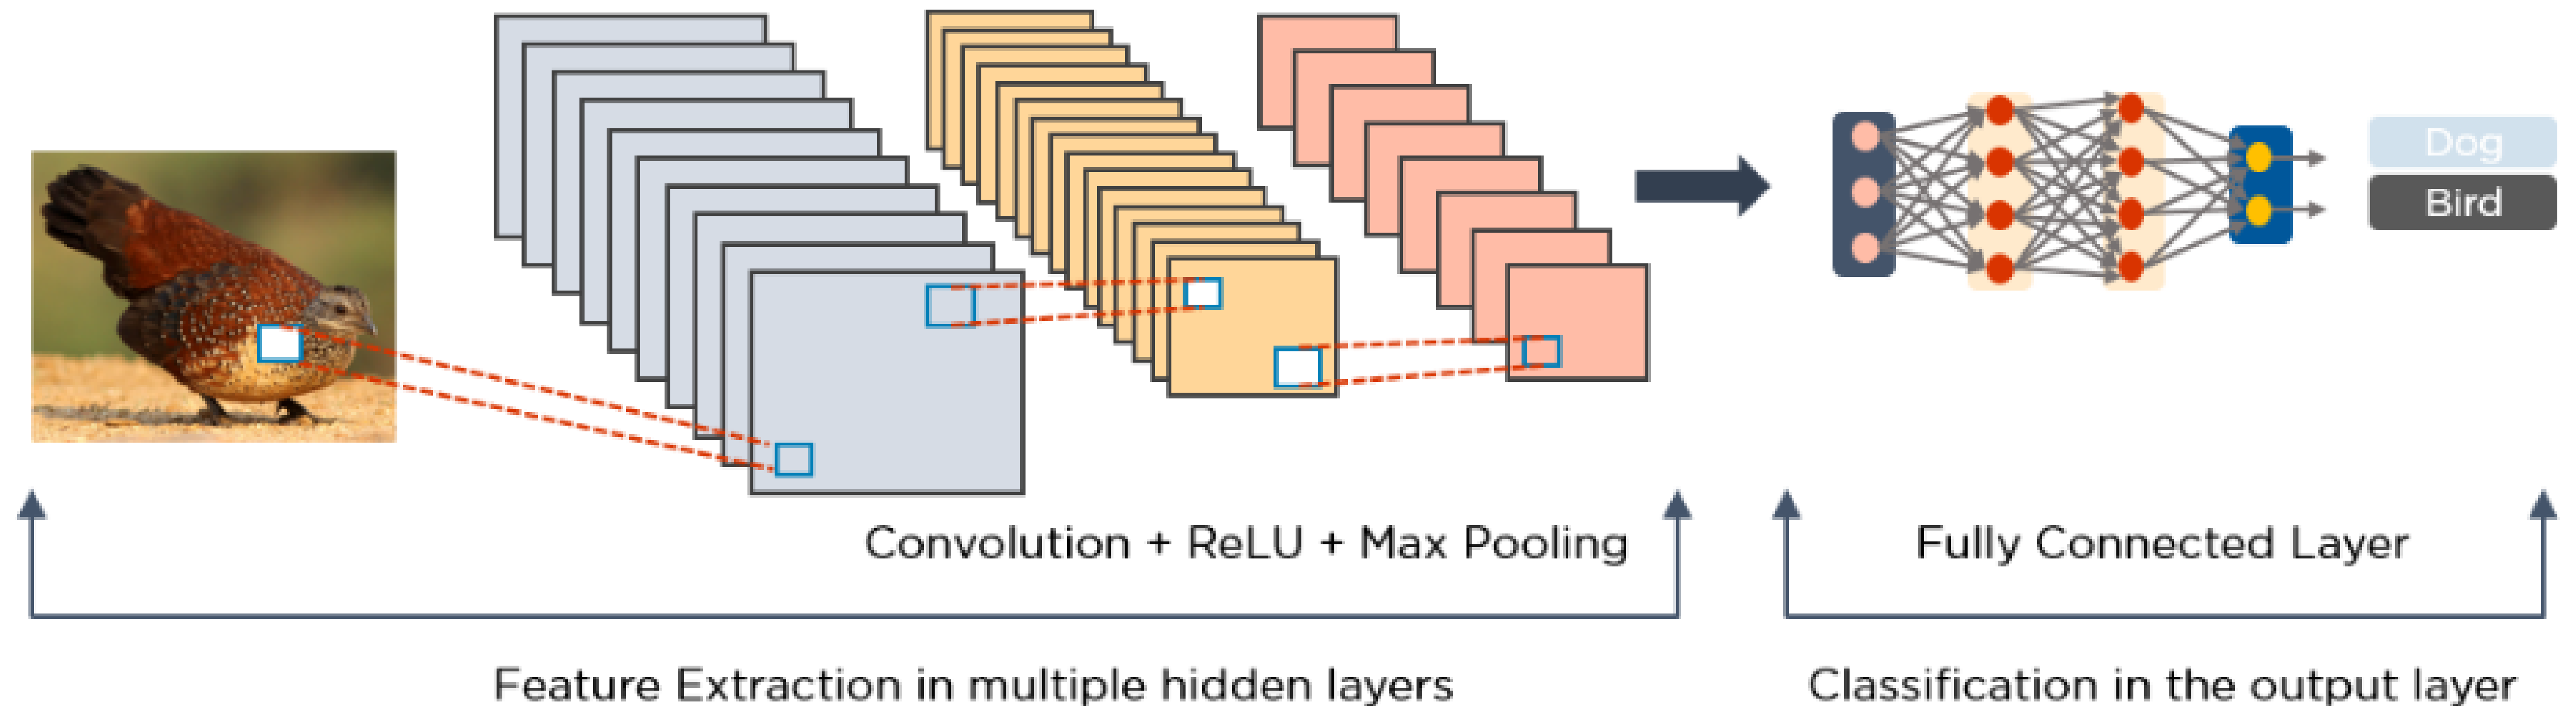 Dog
Bird
Convolution + ReLU + Max Pooling
Fully Connected Layer
Feature Extraction in multiple hidden layers
Classification in the output layer